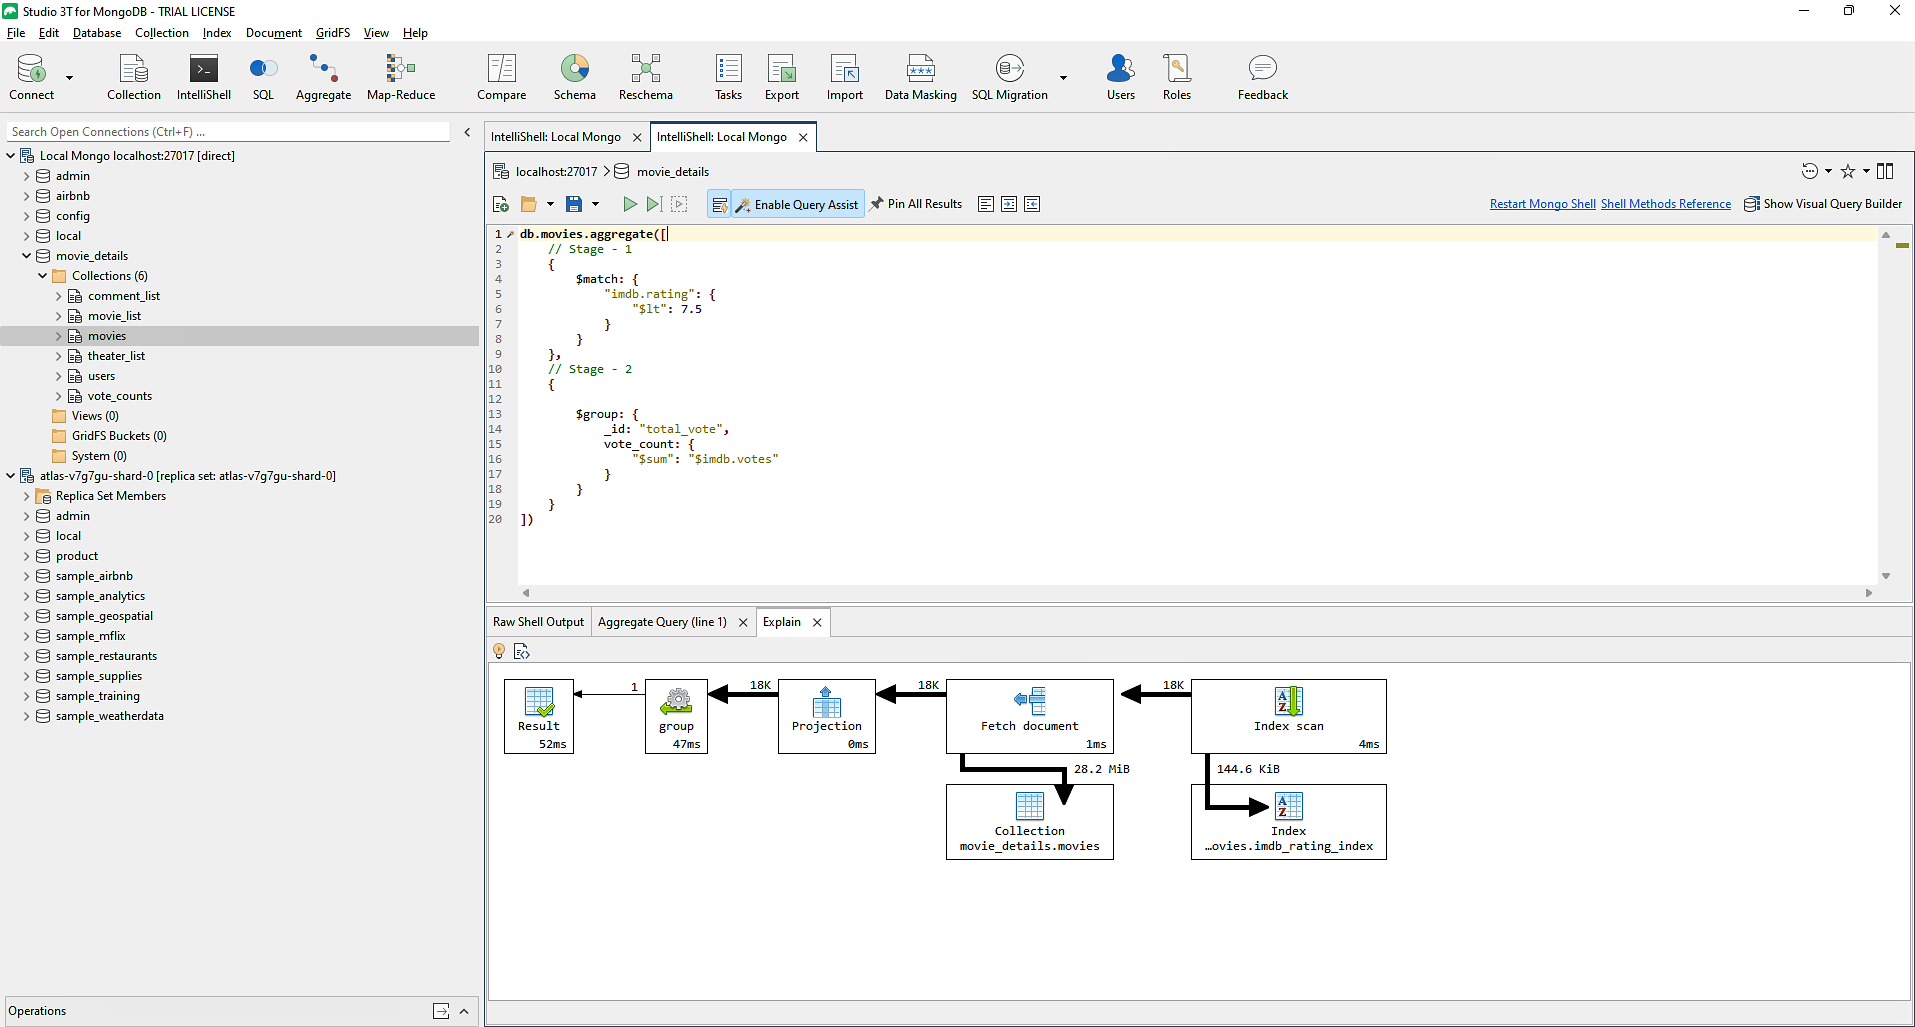 Studio 3T for MongoDB - TRIAL LICENSE
File Edit Database Collection Index Document GridFS View Help
Connect Collection IntelliShell SQL Aggregate Map-Reduce Compare Schema Reschema Tasks Export Import Data Masking SQL Migration Users Roles Feedback
Search Open Connections (Ctrl+F) ...
Local Mongo localhost:27017 [direct]
admin
airbnb
config
local
movie_details
Collections (6)
comment_list
movie_list
movies
theater_list
users
vote_counts
Views (0)
GridFS Buckets (0)
System (0)
atlas-v7g7gu-shard-0 [replica set: atlas-v7g7gu-shard-0]
Replica Set Members
admin
local
product
sample_airbnb
sample_analytics
sample_geospatial
sample_mflix
sample_restaurants
sample_supplies
sample_training
sample_weatherdata
Operations
IntelliShell: Local Mongo IntelliShell: Local Mongo
localhost:27017 movie_details
Enable Query Assist Pin All Results Restart Mongo Shell Shell Methods Reference Show Visual Query Builder
1 db.movies.aggregate([
2 // Stage - 1
3 {
4 $match: {
5 "imdb.rating": {
6 "$lt": 7.5
7 }
8 }
9 },
10 // Stage - 2
11 {
12
13 $group: {
14 _id: "total_vote",
15 vote_count: {
16 "$sum": "$imdb.votes"
17 }
18 }
19 }
20 ])
Raw Shell Output Aggregate Query (line 1) Explain
1 18K 18K 18K
Result group Projection Fetch document Index scan
52ms 47ms 0ms 1ms 4ms
28.2 MiB 144.6 KiB
Collection Index
movie_details.movies …ovies.imdb_rating_index